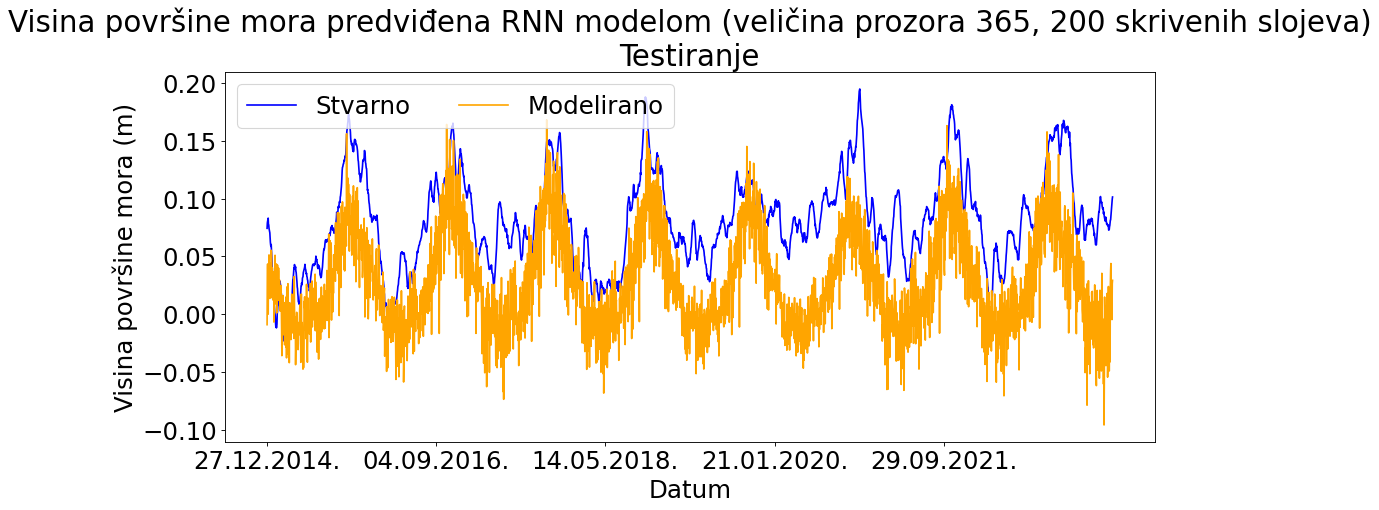 Visina površine mora predviđena RNN modelom (veličina prozora 365, 200 skrivenih slojeva)
Testiranje
Stvarno Modelirano
Visina površine mora (m)
0.20
0.15
0.10
0.05
0.00
−0.05
−0.10
27.12.2014. 04.09.2016. 14.05.2018. 21.01.2020. 29.09.2021.
Datum